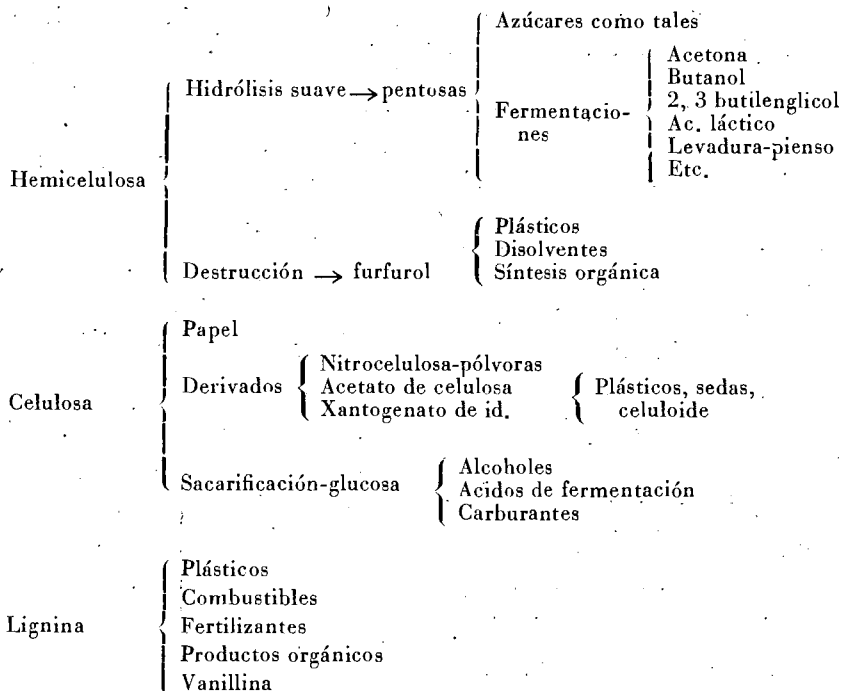 Azúcares como tales
Acetona
Butanol
Hidrólisis suave → pentosas
2, 3 butilenglicol
Fermentacio-
nes
Ac. láctico
Levadura-pienso
Etc.
Hemicelulosa
Plásticos
Disolventes
Destrucción → furfurol
Síntesis orgánica
Papel
Nitrocelulosa-pólvoras
Derivados
Acetato de celulosa
Xantogenato de id.
Plásticos, sedas,
celuloide
Celulosa
Alcoholes
Sacarificación-glucosa
Acidos de fermentación
Carburantes
Plásticos
Combustibles
Lignina
Fertilizantes
Productos orgánicos
Vanillina